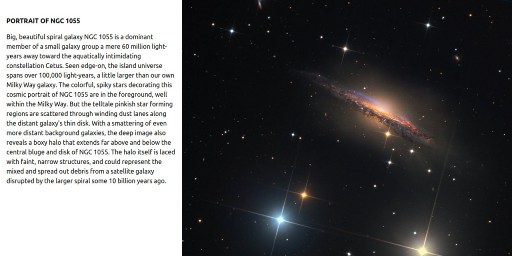 PORTRAIT OF NGC 1055
Big, beautiful spiral galaxy NGC 1055 is a dominant
member of a small galaxy group a mere 60 million light-
years away toward the aquatically intimidating
constellation Cetus. Seen edge-on, the island universe
spans over 100,000 light-years, a little larger than our own
Milky Way galaxy. The colorful, spiky stars decorating this
cosmic portrait of NGC 1055 are in the foreground, well
within the Milky Way. But the telltale pinkish star forming
regions are scattered through winding dust lanes along
the distant galaxy's thin disk. With a smattering of even
more distant background galaxies, the deep image also
reveals a boxy halo that extends far above and below the
central bluge and disk of NGC 1055. The halo itself is laced
with faint, narrow structures, and could represent the
mixed and spread out debris from a satellite galaxy
disrupted by the larger spiral some 10 billion years ago.